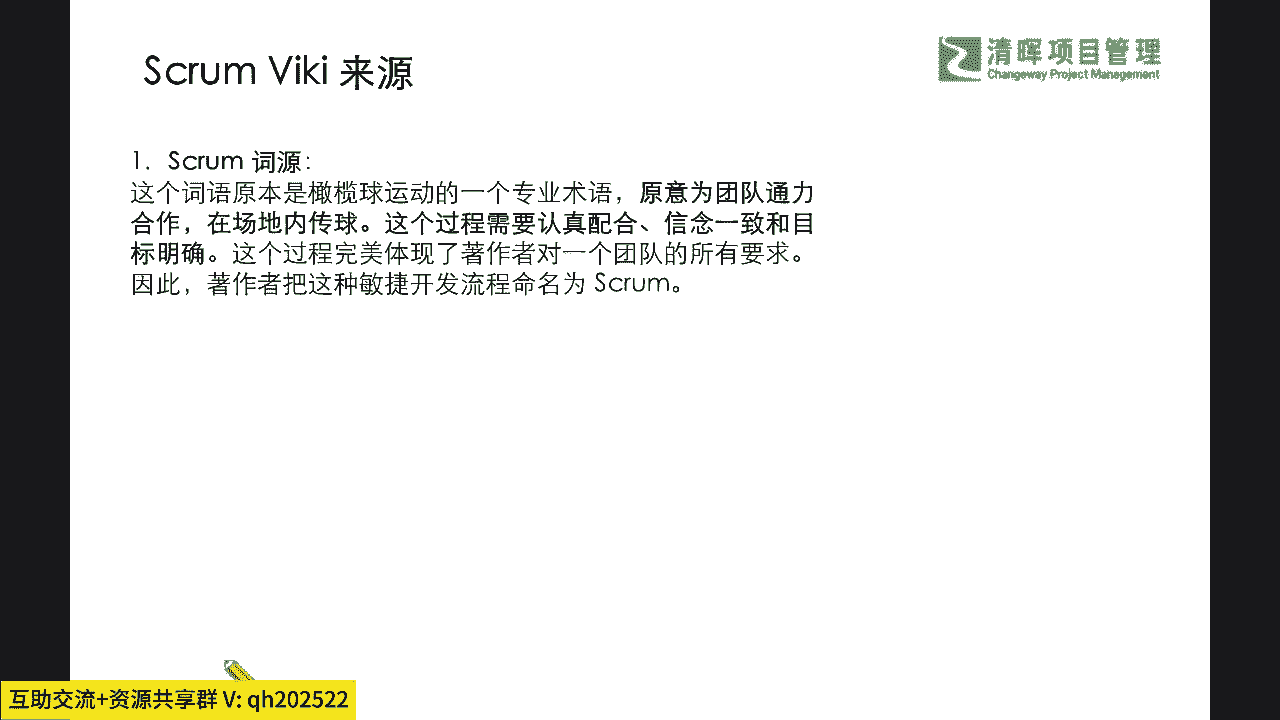 Scrum Viki 来源
清晖项目管理
Changeway Project Management
1. Scrum 词源:
这个词语原本是橄榄球运动的一个专业术语，原意为团队通力
合作，在场地内传球。这个过程需要认真配合、信念一致和目
标明确。这个过程完美体现了著作者对一个团队的所有要求。
因此，著作者把这种敏捷开发流程命名为 Scrum。
互助交流+资源共享群 V: qh202522